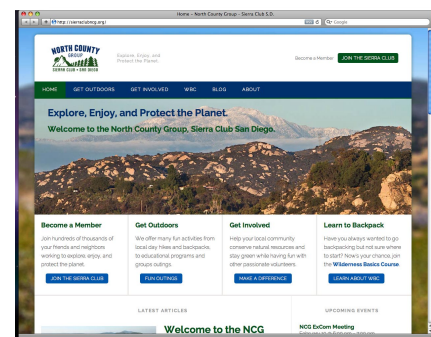 Home – North County Group – Sierra Club S.D.
http://sierraclubncg.org/
Google
NORTH COUNTY
GROUP
SIERRA CLUB • SAN DIEGO
Explore, Enjoy, and
Protect the Planet.
Become a Member
JOIN THE SIERRA CLUB
HOME GET OUTDOORS GET INVOLVED WBC BLOG ABOUT
Explore, Enjoy, and Protect the Planet.
Welcome to the North County Group, Sierra Club San Diego.
Become a Member
Join hundreds of thousands of
your friends and neighbors
working to explore, enjoy, and
protect the planet.
JOIN THE SIERRA CLUB
Get Outdoors
We offer many fun activities from
local day hikes and backpacks,
to educational programs and
groups outings.
FUN OUTINGS
Get Involved
Help your local community
conserve natural resources and
stay green while having fun with
other passionate volunteers.
MAKE A DIFFERENCE
Learn to Backpack
Have you always wanted to go
backpacking but not sure where
to start? Now's your chance, join
the Wilderness Basics Course.
LEARN ABOUT WBC
LATEST ARTICLES
Welcome to the NCG
UPCOMING EVENTS
NCG ExCom Meeting